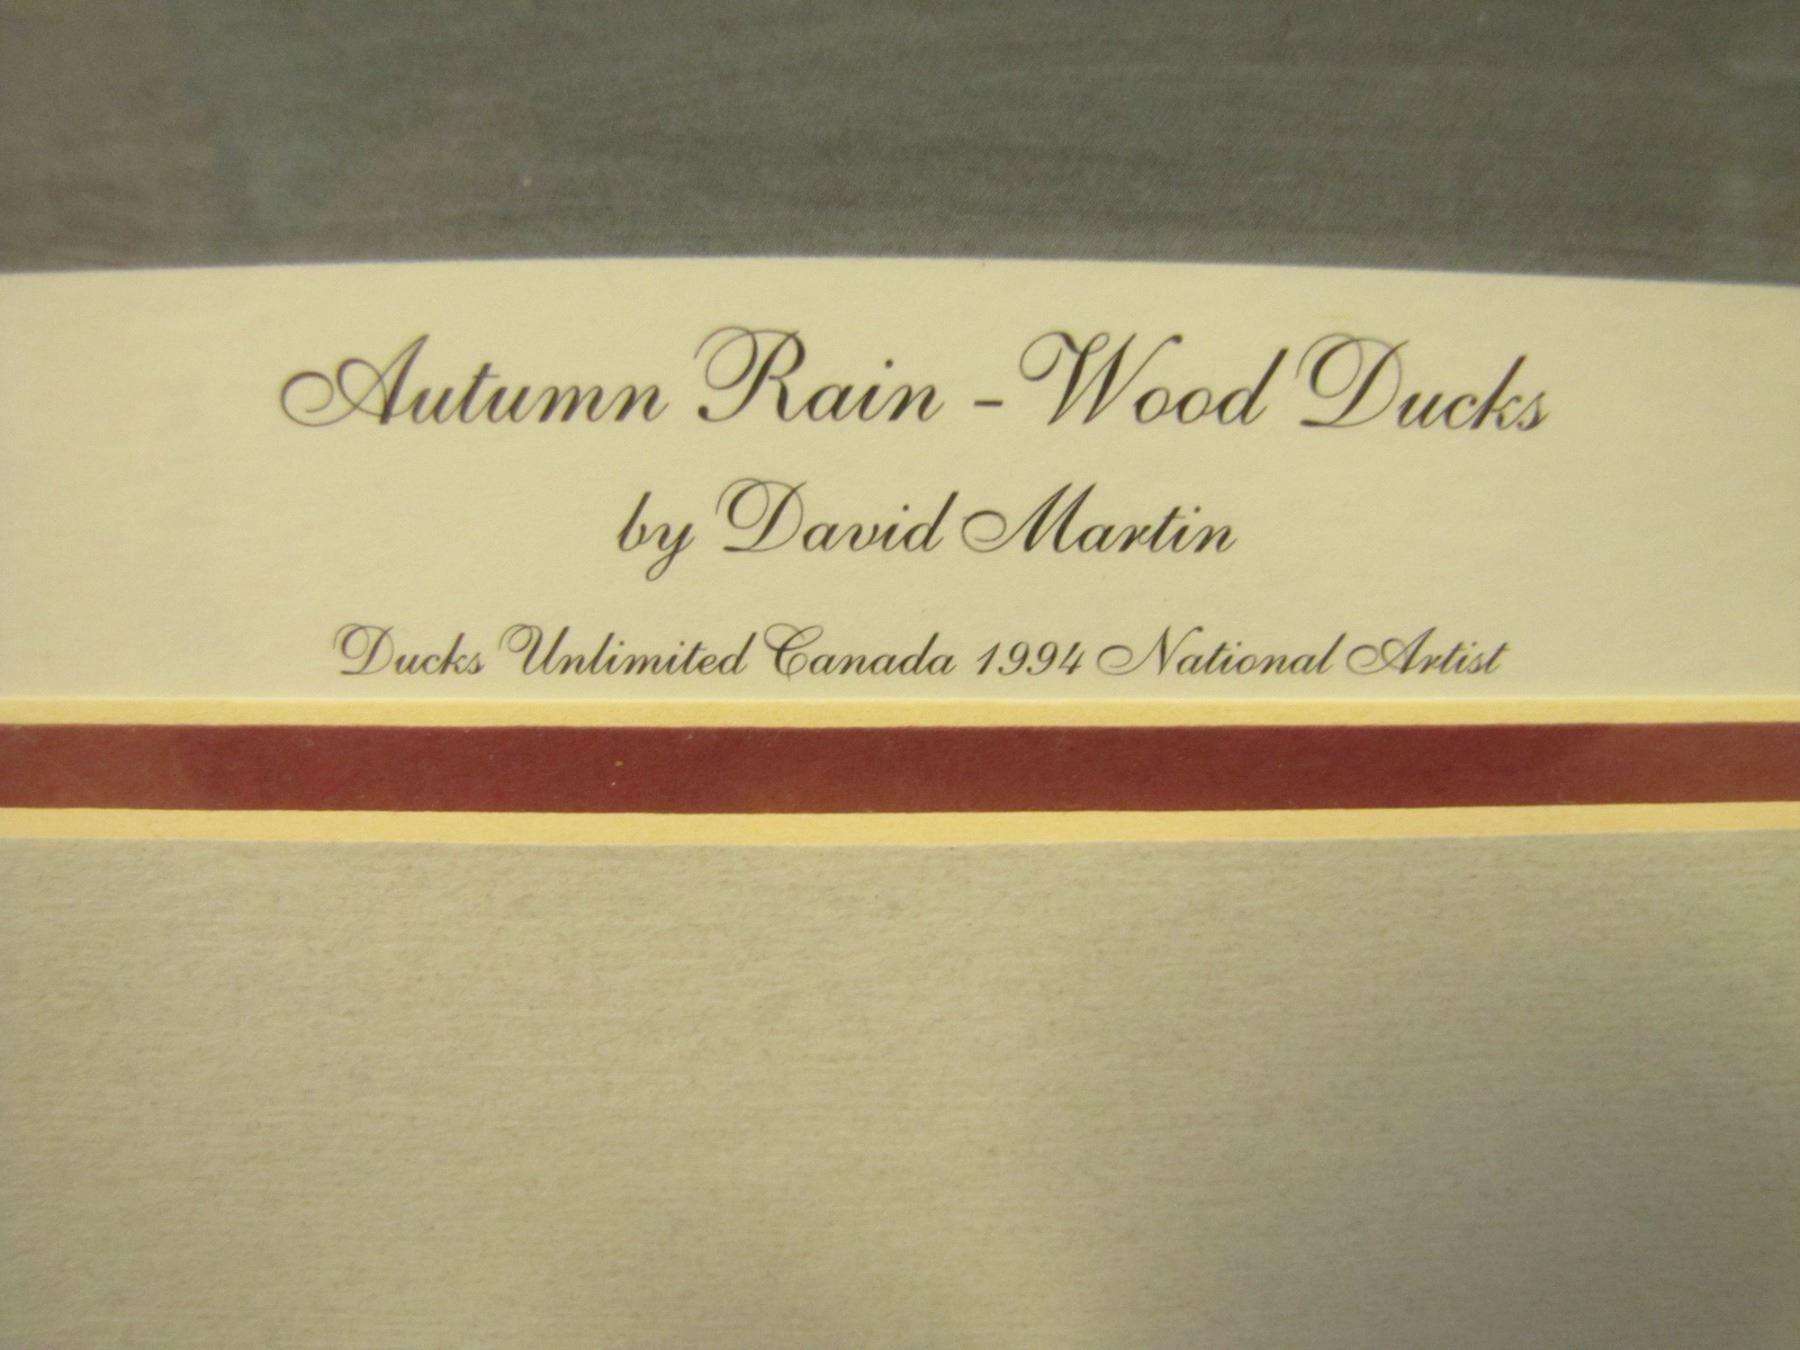 Autumn Rain - Wood Ducks
by David Martin
Ducks Unlimited Canada 1994 National Artist